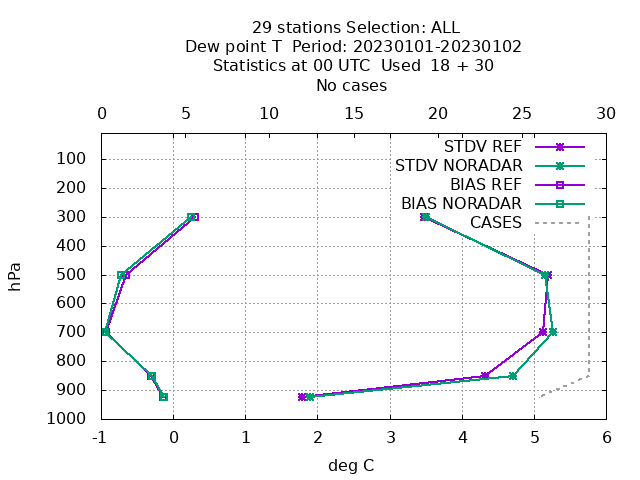 29 stations Selection: ALL
Dew point T  Period: 20230101-20230102
Statistics at 00 UTC  Used  18 + 30
No cases
0 5 10 15 20 25 30
STDV REF
STDV NORADAR
BIAS REF
BIAS NORADAR
CASES
100
200
300
400
500
600
700
800
900
1000
hPa
-1 0 1 2 3 4 5 6
deg C